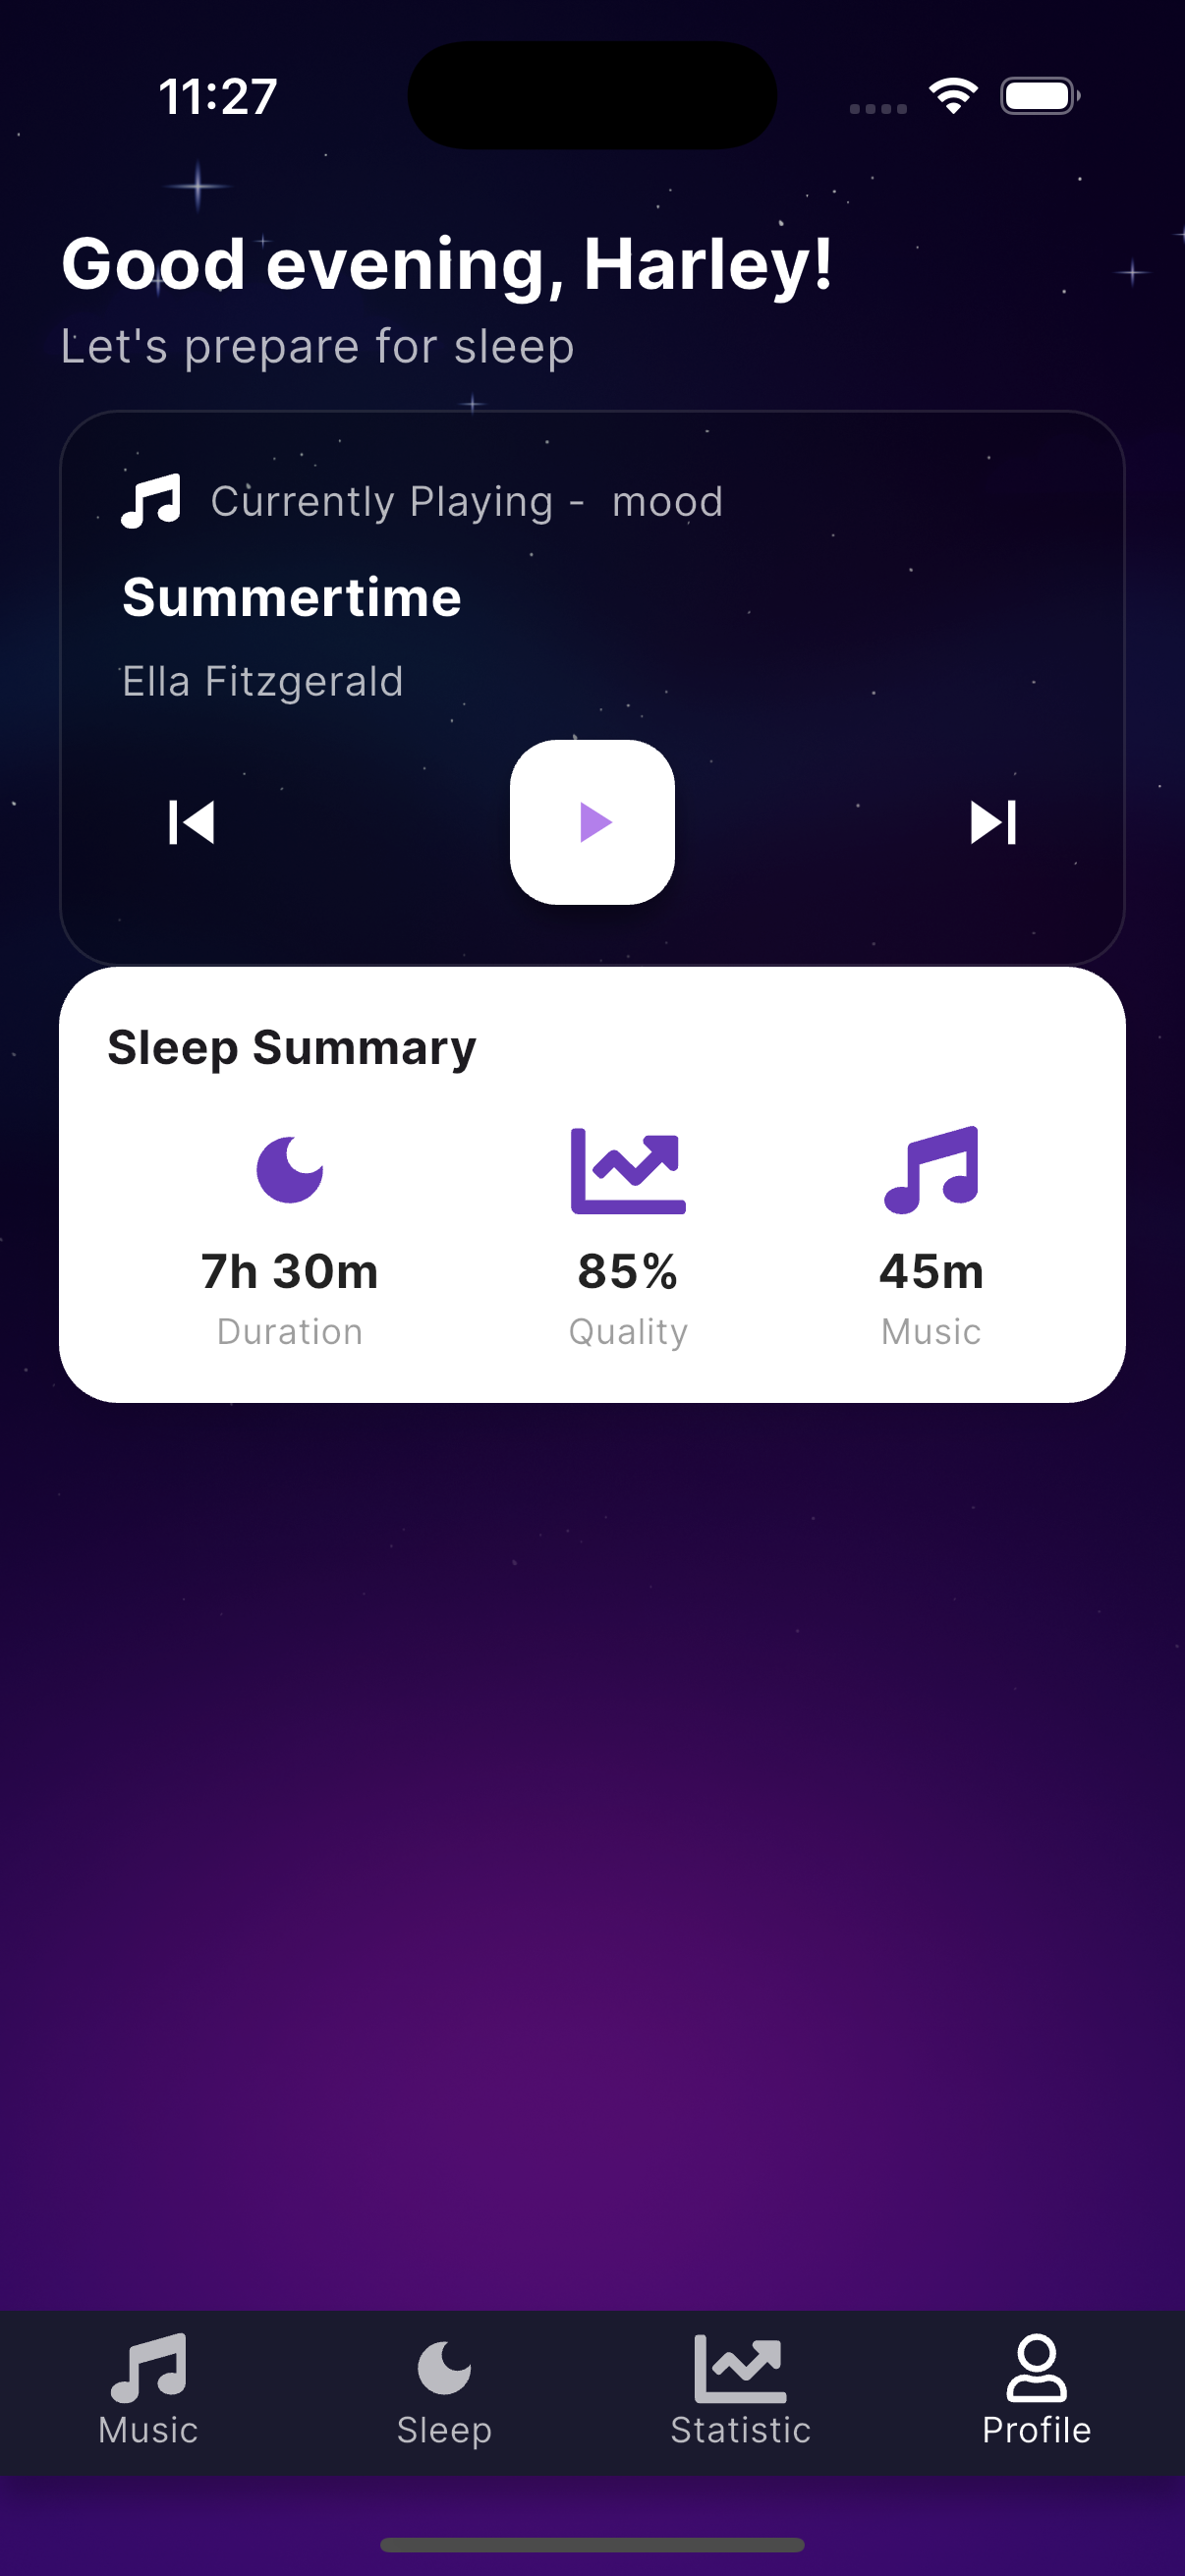 11:27
Good evening, Harley!
Let's prepare for sleep
Currently Playing -  mood
Summertime
Ella Fitzgerald
Sleep Summary
7h 30m 85% 45m
Duration Quality Music
Music Sleep Statistic Profile